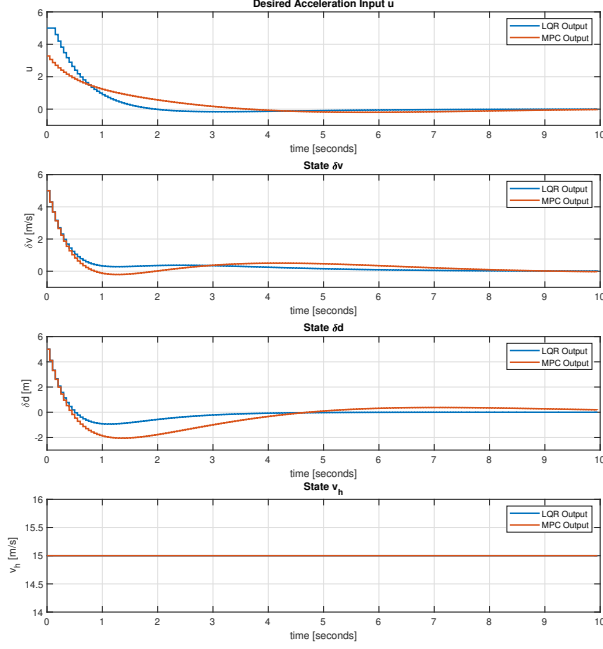 Desired Acceleration Input u
6
4
2
0
u
LQR Output
MPC Output
0 1 2 3 4 5 6 7 8 9 10
time [seconds]
State δv
6
4
2
0
δv [m/s]
LQR Output
MPC Output
0 1 2 3 4 5 6 7 8 9 10
time [seconds]
State δd
6
4
2
0
-2
δd [m]
LQR Output
MPC Output
0 1 2 3 4 5 6 7 8 9 10
time [seconds]
State v_h
16
15.5
15
14.5
14
v_h [m/s]
LQR Output
MPC Output
0 1 2 3 4 5 6 7 8 9 10
time [seconds]